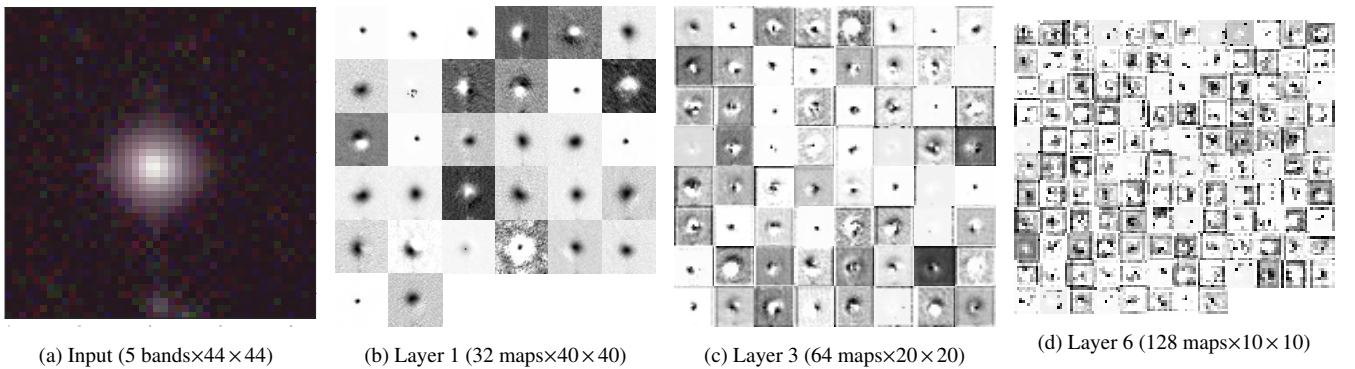 (a) Input (5 bands×44×44)
(b) Layer 1 (32 maps×40×40)
(c) Layer 3 (64 maps×20×20)
(d) Layer 6 (128 maps×10×10)